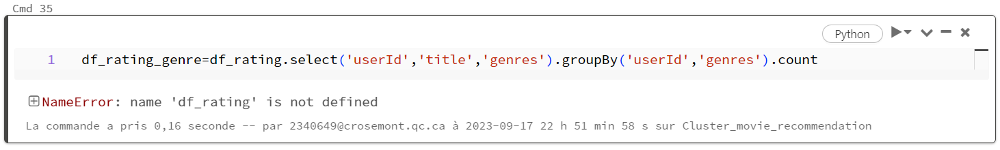 Cmd 35
Python
1 df_rating_genre=df_rating.select('userId','title','genres').groupBy('userId','genres').count
NameError: name 'df_rating' is not defined
La commande a pris 0,16 seconde -- par 2340649@crosemont.qc.ca à 2023-09-17 22 h 51 min 58 s sur Cluster_movie_recommendation